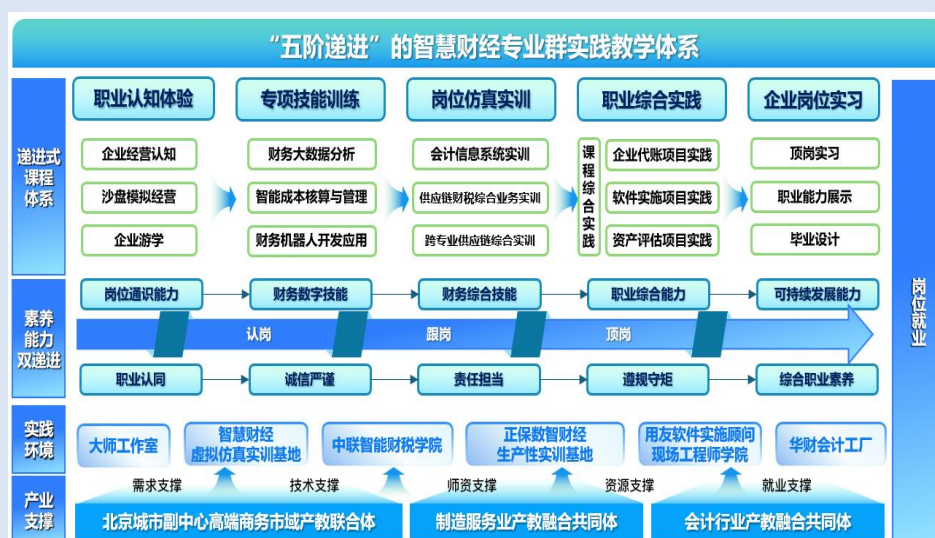 “五阶递进”的智慧财经专业群实践教学体系
职业认知体验
专项技能训练
岗位仿真实训
职业综合实践
企业岗位实习
递进式
课程
体系
企业经营认知
沙盘模拟经营
企业游学
财务大数据分析
智能成本核算与管理
财务机器人开发应用
会计信息系统实训
供应链财税综合业务实训
跨专业供应链综合实训
课程综合实践
企业代账项目实践
软件实施项目实践
资产评估项目实践
顶岗实习
职业能力展示
毕业设计
岗位就业
素养
能力
双递进
岗位通识能力
财务数字技能
财务综合技能
职业综合能力
可持续发展能力
认岗
跟岗
顶岗
职业认同
诚信严谨
责任担当
遵规守矩
综合职业素养
实践
环境
大师工作室
智慧财经
虚拟仿真实训基地
中联智能财税学院
正保数智财经
生产性实训基地
用友软件实施顾问
现场工程师学院
华财会计工厂
产业
支撑
需求支撑
技术支撑
师资支撑
资源支撑
就业支撑
北京城市副中心高端商务市域产教联合体
制造服务业产教融合共同体
会计行业产教融合共同体